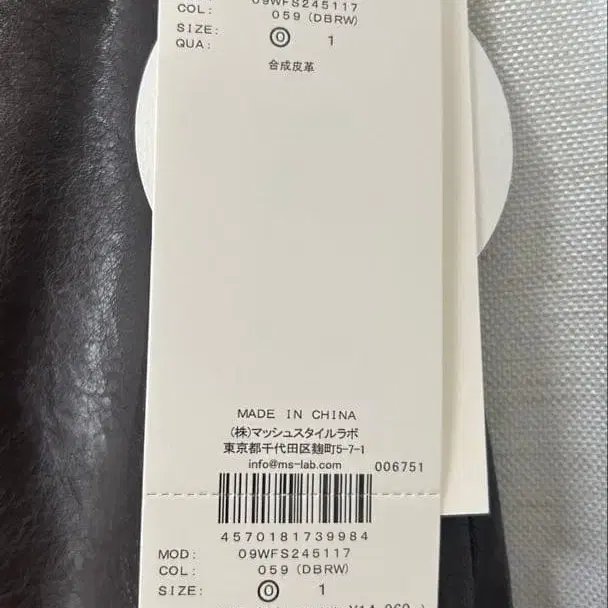 09WFS245117
COL: 059 (DBRW)
SIZE: 0 1
QUA:
合成皮革
MADE IN CHINA
(株)マッシュスタイルラボ
東京都千代田区麹町5-7-1
info@ms-lab.com 006751
4570181739984
MOD: 09WFS245117
COL: 059 (DBRW)
SIZE: 0 1